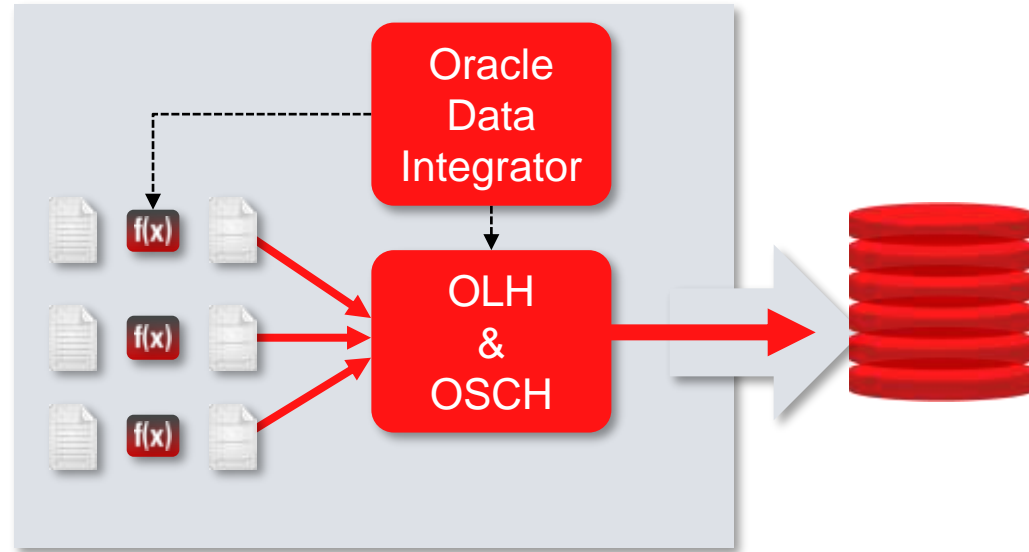 Oracle
Data
Integrator
f(x)
OLH
&
OSCH
f(x)
f(x)